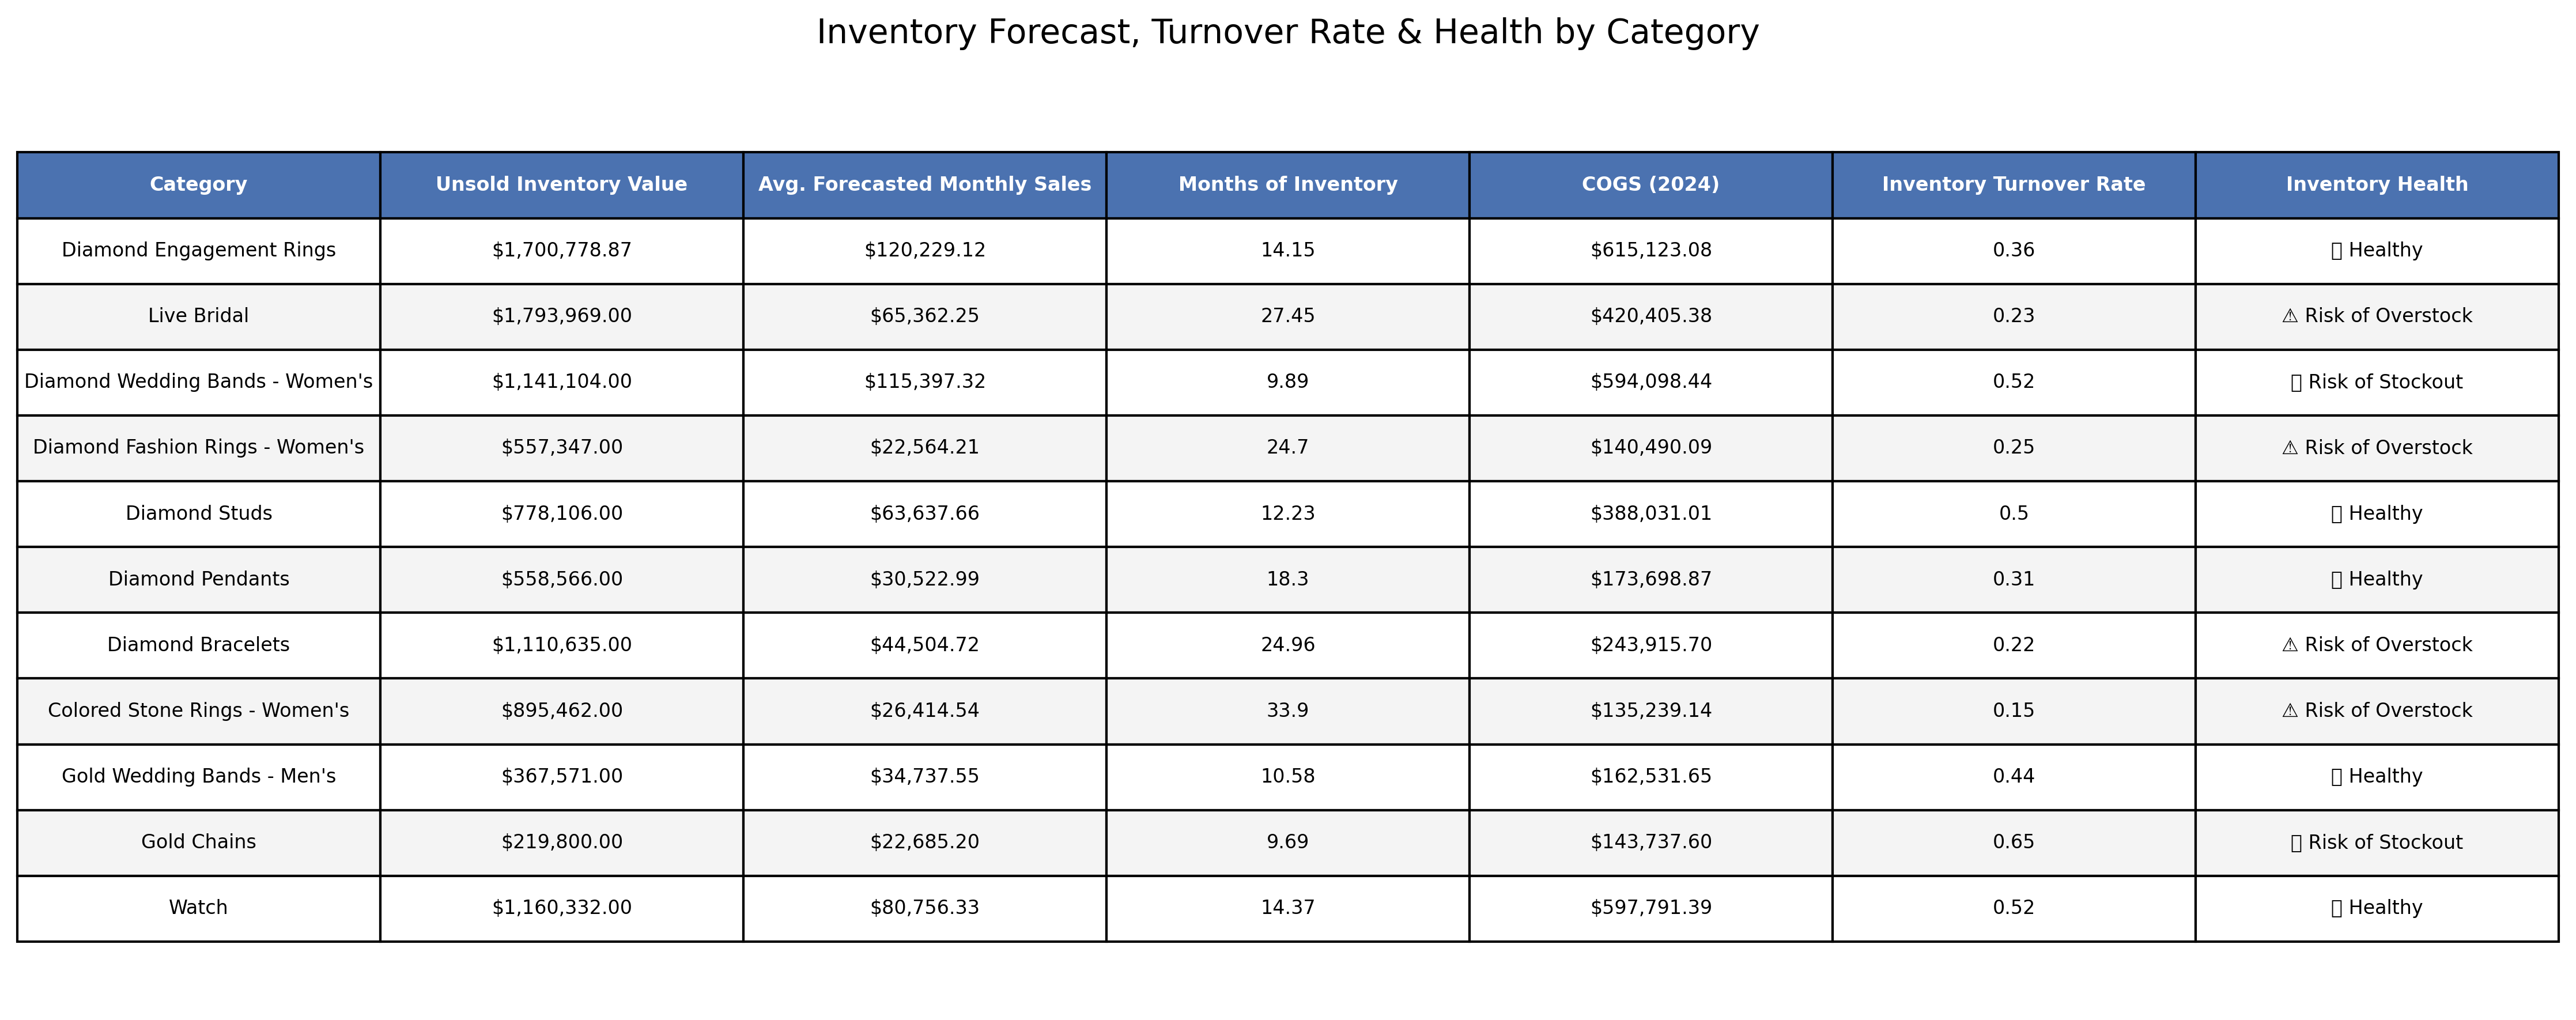 Inventory Forecast, Turnover Rate & Health by Category
Category Unsold Inventory Value Avg. Forecasted Monthly Sales Months of Inventory COGS (2024) Inventory Turnover Rate Inventory Health
Diamond Engagement Rings $1,700,778.87 $120,229.12 14.15 $615,123.08 0.36 ▯ Healthy
Live Bridal $1,793,969.00 $65,362.25 27.45 $420,405.38 0.23 ⚠ Risk of Overstock
Diamond Wedding Bands - Women's $1,141,104.00 $115,397.32 9.89 $594,098.44 0.52 ▯ Risk of Stockout
Diamond Fashion Rings - Women's $557,347.00 $22,564.21 24.7 $140,490.09 0.25 ⚠ Risk of Overstock
Diamond Studs $778,106.00 $63,637.66 12.23 $388,031.01 0.5 ▯ Healthy
Diamond Pendants $558,566.00 $30,522.99 18.3 $173,698.87 0.31 ▯ Healthy
Diamond Bracelets $1,110,635.00 $44,504.72 24.96 $243,915.70 0.22 ⚠ Risk of Overstock
Colored Stone Rings - Women's $895,462.00 $26,414.54 33.9 $135,239.14 0.15 ⚠ Risk of Overstock
Gold Wedding Bands - Men's $367,571.00 $34,737.55 10.58 $162,531.65 0.44 ▯ Healthy
Gold Chains $219,800.00 $22,685.20 9.69 $143,737.60 0.65 ▯ Risk of Stockout
Watch $1,160,332.00 $80,756.33 14.37 $597,791.39 0.52 ▯ Healthy